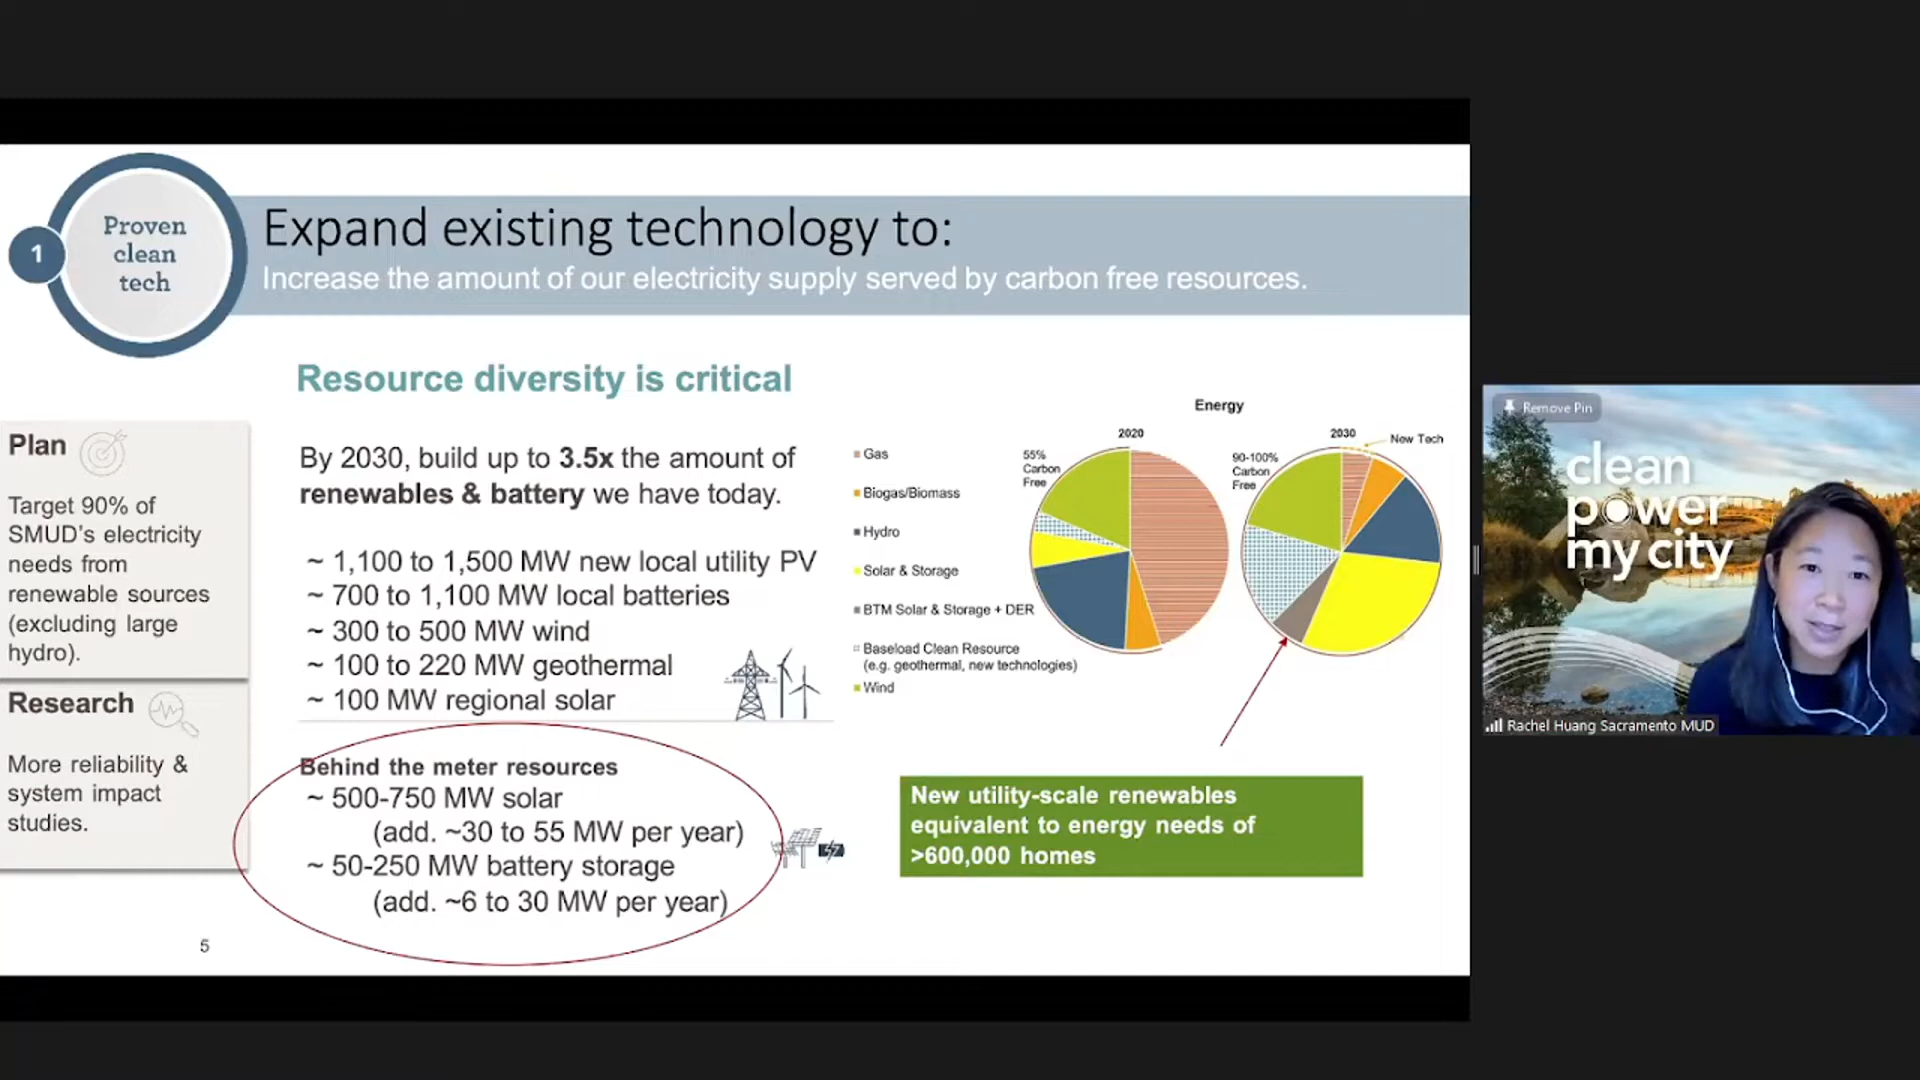 Proven
clean
tech
1
Expand existing technology to:
Increase the amount of our electricity supply served by carbon free resources.
Resource diversity is critical
Plan
Target 90% of
SMUD's electricity
needs from
renewable sources
(excluding large
hydro).
Research
More reliability &
system impact
studies.
By 2030, build up to 3.5x the amount of
renewables & battery we have today.
~ 1,100 to 1,500 MW new local utility PV
~ 700 to 1,100 MW local batteries
~ 300 to 500 MW wind
~ 100 to 220 MW geothermal
~ 100 MW regional solar
Behind the meter resources
~ 500-750 MW solar
(add. ~30 to 55 MW per year)
~ 50-250 MW battery storage
(add. ~6 to 30 MW per year)
5
Energy
2020
2030
New Tech
55%
Carbon
Free
90-100%
Carbon
Free
Gas
Biogas/Biomass
Hydro
Solar & Storage
BTM Solar & Storage + DER
Baseload Clean Resource
(e.g. geothermal, new technologies)
Wind
New utility-scale renewables
equivalent to energy needs of
>600,000 homes
Remove Pin
clean
power
my city
Rachel Huang Sacramento MUD